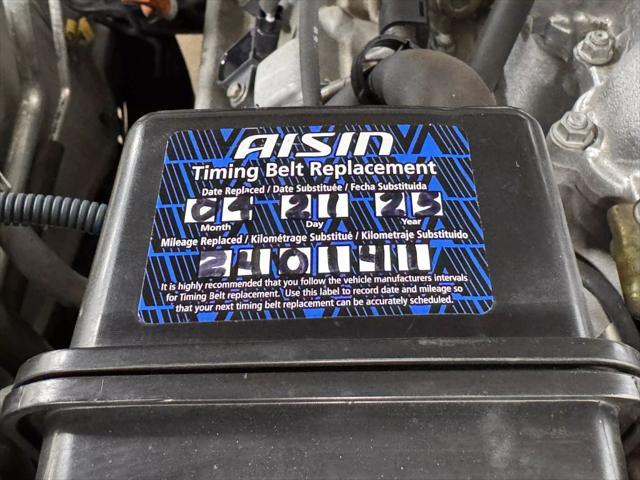 AISIN
Timing Belt Replacement
Date Replaced / Date Substituée / Fecha Substituida
04 21 25
Month Day Year
Mileage Replaced / Kilométrage Substitué / Kilometraje Substituido
240141
It is highly recommended that you follow the vehicle manufacturers intervals
for Timing Belt replacement. Use this label to record date and mileage so
that your next timing belt replacement can be accurately scheduled.